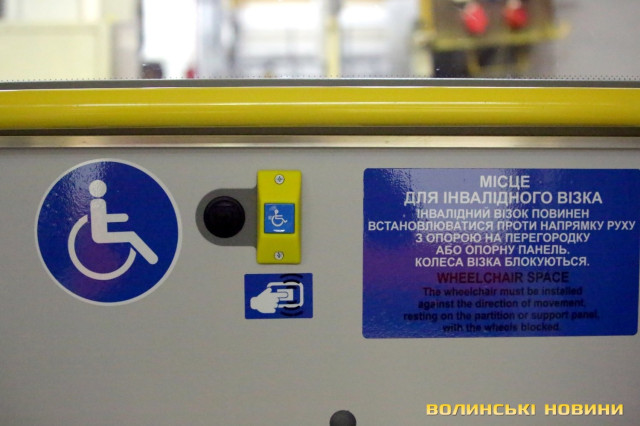 МІСЦЕ
ДЛЯ ІНВАЛІДНОГО ВІЗКА
ІНВАЛІДНИЙ ВІЗОК ПОВИНЕН
ВСТАНОВЛЮВАТИСЯ ПРОТИ НАПРЯМКУ РУХУ
З ОПОРОЮ НА ПЕРЕГОРОДКУ
АБО ОПОРНУ ПАНЕЛЬ.
КОЛЕСА ВІЗКА БЛОКУЮТЬСЯ.
WHEELCHAIR SPACE
The wheelchair must be installed
against the direction of movement,
resting on the partition or support panel,
with the wheels blocked.
ВОЛИНСЬКІ НОВИНИ